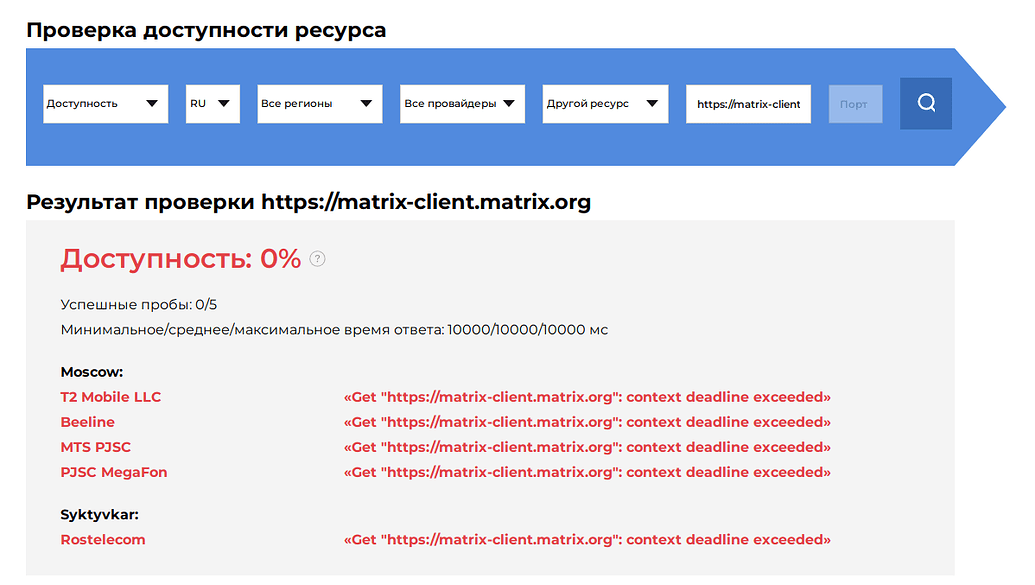 Проверка доступности ресурса
Доступность RU Все регионы Все провайдеры Другой ресурс https://matrix-client Порт
Результат проверки https://matrix-client.matrix.org
Доступность: 0% ?
Успешные пробы: 0/5
Минимальное/среднее/максимальное время ответа: 10000/10000/10000 мс
Moscow:
T2 Mobile LLC «Get "https://matrix-client.matrix.org": context deadline exceeded»
Beeline «Get "https://matrix-client.matrix.org": context deadline exceeded»
MTS PJSC «Get "https://matrix-client.matrix.org": context deadline exceeded»
PJSC MegaFon «Get "https://matrix-client.matrix.org": context deadline exceeded»
Syktyvkar:
Rostelecom «Get "https://matrix-client.matrix.org": context deadline exceeded»